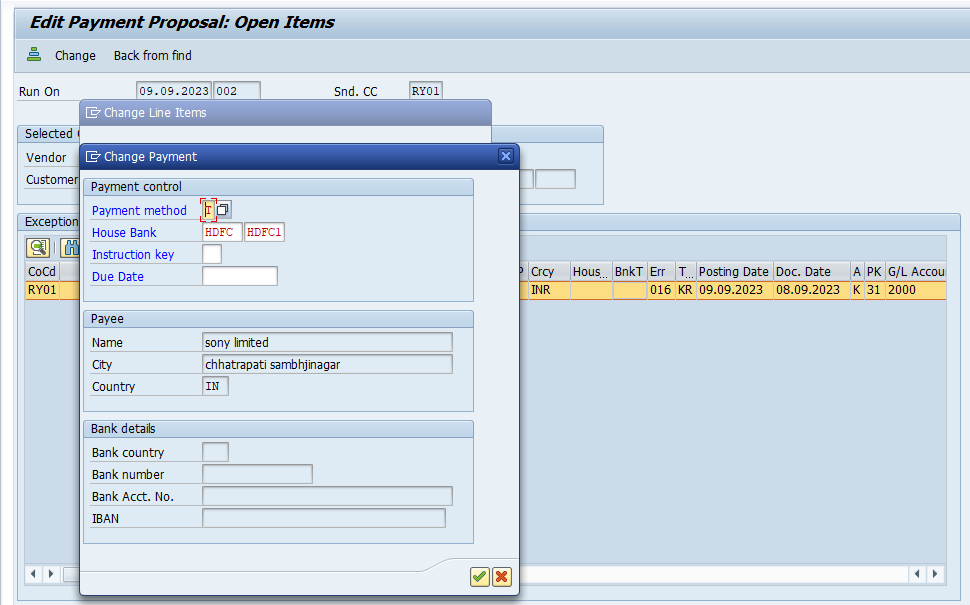 Edit Payment Proposal: Open Items
Change Back from find
Run On 09.09.2023 002 Snd. CC RY01
Change Line Items
Selected
Change Payment
Vendor
Customer
Payment control
Payment method T
House Bank HDFC HDFC1
Instruction key
Due Date
Exception
CoCd Crcy Hous... BnkT Err T... Posting Date Doc. Date A PK G/L Accou
RY01 INR 016 KR 09.09.2023 08.09.2023 K 31 2000
Payee
Name sony limited
City chhatrapati sambhjinagar
Country IN
Bank details
Bank country
Bank number
Bank Acct. No.
IBAN